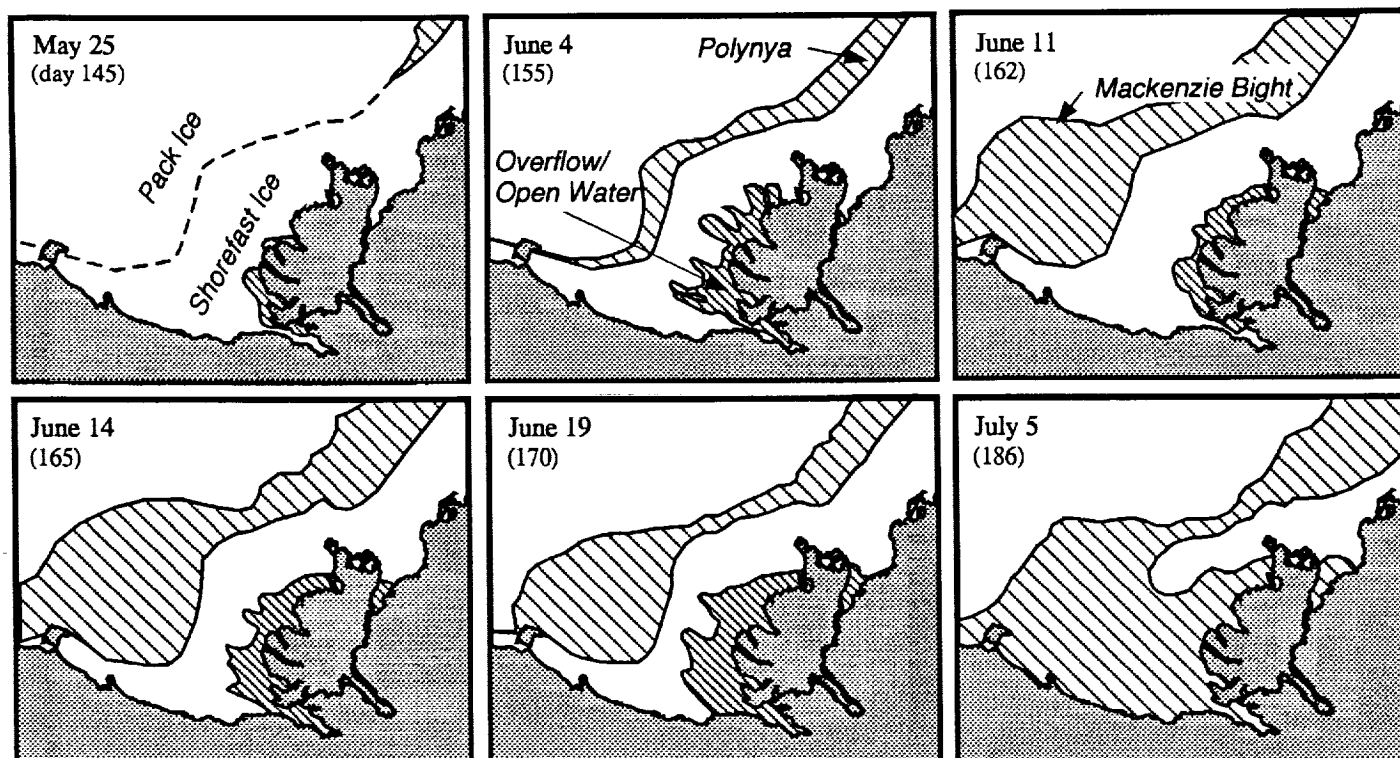 May 25
(day 145)
Pack Ice
Shorefast Ice
June 4
(155)
Polynya
Overflow/
Open Water
June 11
(162)
Mackenzie Bight
June 14
(165)
June 19
(170)
July 5
(186)